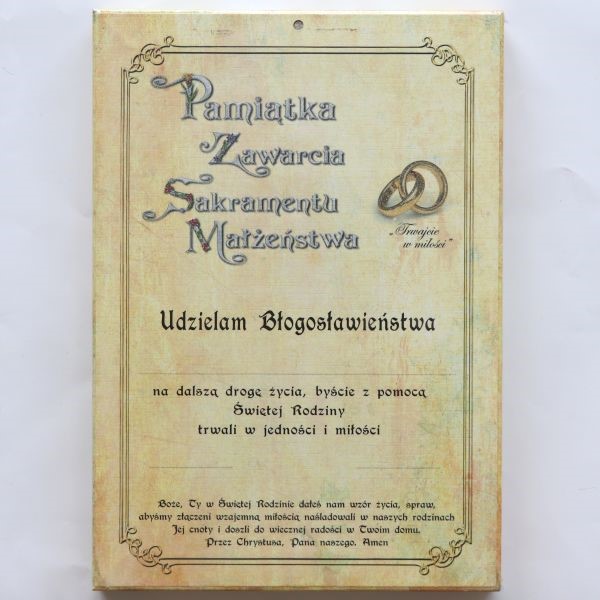 Pamiątka
Zawarcia
Sakramentu
Małżeństwa
„Trwajcie
w miłości”
Udzielam Błogosławieństwa
na dalszą drogę życia, byście z pomocą
Świętej Rodziny
trwali w jedności i miłości
Boże, Ty w Świętej Rodzinie dałeś nam wzór życia, spraw,
abyśmy złączeni wzajemną miłością naśladowali w naszych rodzinach
Jej cnoty i doszli do wiecznej radości w Twoim domu.
Przez Chrystusa, Pana naszego. Amen